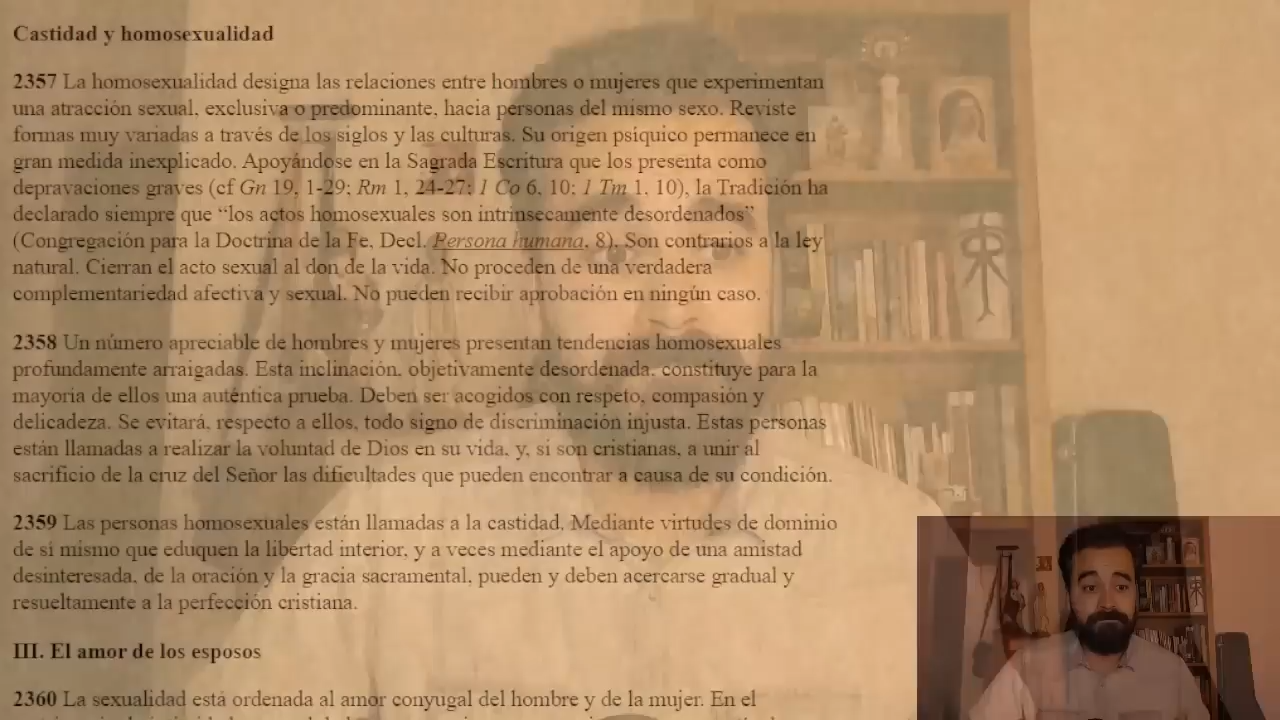 Castidad y homosexualidad
2357 La homosexualidad designa las relaciones entre hombres o mujeres que experimentan
una atracción sexual, exclusiva o predominante, hacia personas del mismo sexo. Reviste
formas muy variadas a través de los siglos y las culturas. Su origen psíquico permanece en
gran medida inexplicado. Apoyándose en la Sagrada Escritura que los presenta como
depravaciones graves (cf Gn 19, 1-29; Rm 1, 24-27; 1 Co 6, 10; 1 Tm 1, 10), la Tradición ha
declarado siempre que “los actos homosexuales son intrínsecamente desordenados”
(Congregación para la Doctrina de la Fe, Decl. Persona humana, 8). Son contrarios a la ley
natural. Cierran el acto sexual al don de la vida. No proceden de una verdadera
complementariedad afectiva y sexual. No pueden recibir aprobación en ningún caso.
2358 Un número apreciable de hombres y mujeres presentan tendencias homosexuales
profundamente arraigadas. Esta inclinación, objetivamente desordenada, constituye para la
mayoría de ellos una auténtica prueba. Deben ser acogidos con respeto, compasión y
delicadeza. Se evitará, respecto a ellos, todo signo de discriminación injusta. Estas personas
están llamadas a realizar la voluntad de Dios en su vida, y, si son cristianas, a unir al
sacrificio de la cruz del Señor las dificultades que pueden encontrar a causa de su condición.
2359 Las personas homosexuales están llamadas a la castidad. Mediante virtudes de dominio
de sí mismo que eduquen la libertad interior, y a veces mediante el apoyo de una amistad
desinteresada, de la oración y la gracia sacramental, pueden y deben acercarse gradual y
resueltamente a la perfección cristiana.
III. El amor de los esposos
2360 La sexualidad está ordenada al amor conyugal del hombre y de la mujer. En el